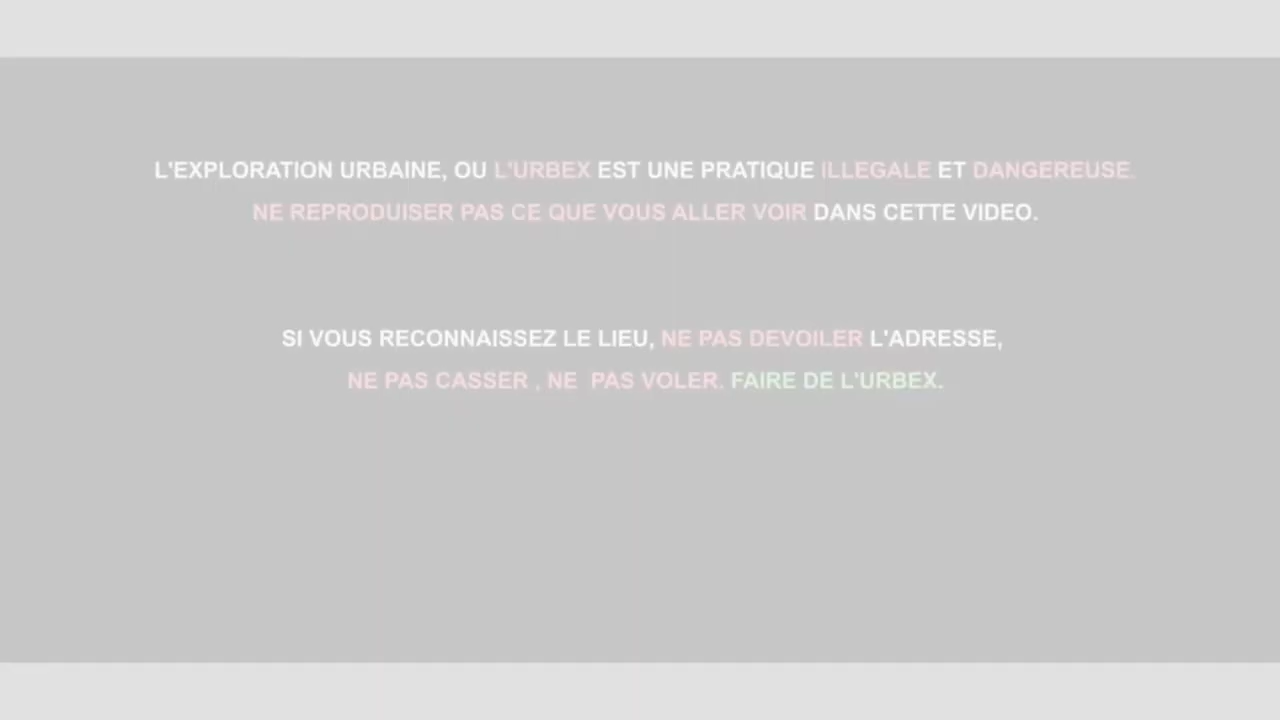 L'EXPLORATION URBAINE, OU L'URBEX EST UNE PRATIQUE ILLEGALE ET DANGEREUSE.
NE REPRODUISER PAS CE QUE VOUS ALLER VOIR DANS CETTE VIDEO.
SI VOUS RECONNAISSEZ LE LIEU, NE PAS DEVOILER L'ADRESSE,
NE PAS CASSER , NE PAS VOLER. FAIRE DE L'URBEX.